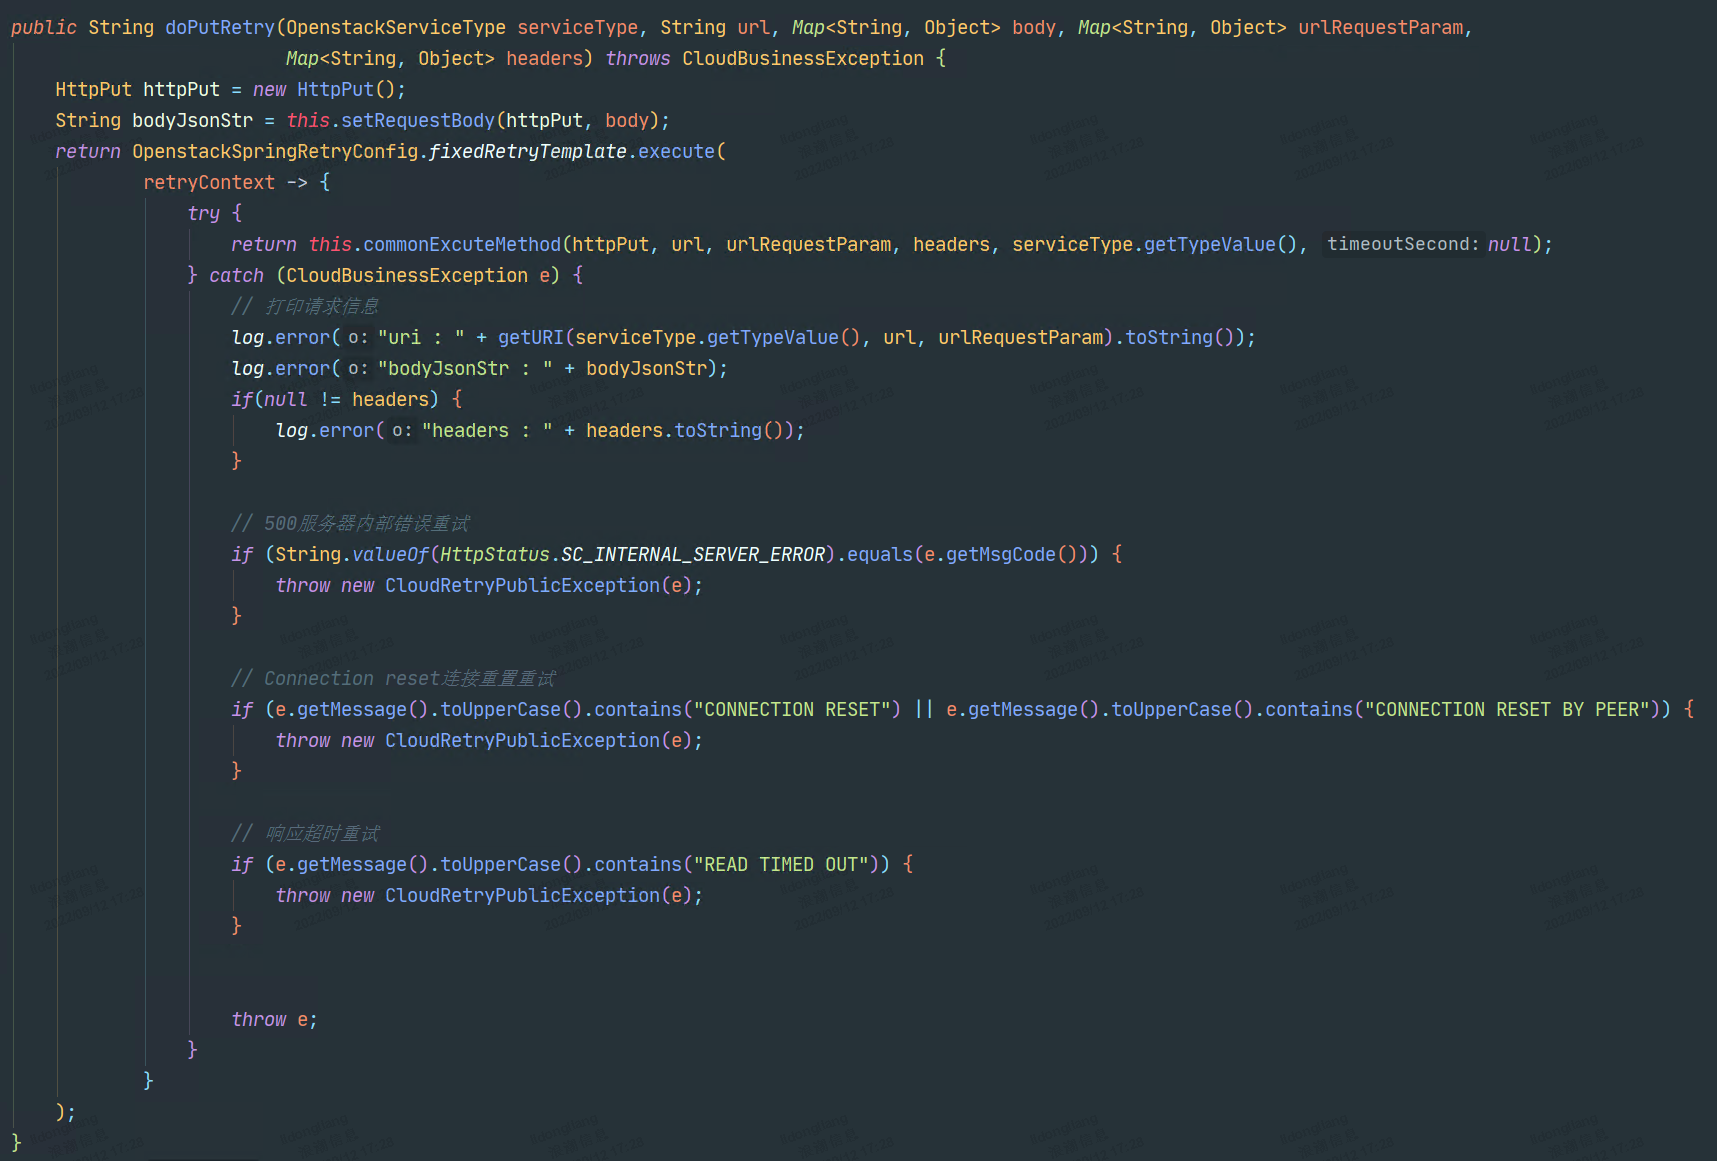 public String doPutRetry(OpenstackServiceType serviceType, String url, Map<String, Object> body, Map<String, Object> urlRequestParam,
Map<String, Object> headers) throws CloudBusinessException {
HttpPut httpPut = new HttpPut();
String bodyJsonStr = this.setRequestBody(httpPut, body);
return OpenstackSpringRetryConfig.fixedRetryTemplate.execute(
retryContext -> {
try {
return this.commonExcuteMethod(httpPut, url, urlRequestParam, headers, serviceType.getTypeValue(), timeoutSecond: null);
} catch (CloudBusinessException e) {
// 打印请求信息
log.error( o: "uri : " + getURI(serviceType.getTypeValue(), url, urlRequestParam).toString());
log.error( o: "bodyJsonStr : " + bodyJsonStr);
if(null != headers) {
log.error( o: "headers : " + headers.toString());
}
// 500服务器内部错误重试
if (String.valueOf(HttpStatus.SC_INTERNAL_SERVER_ERROR).equals(e.getMsgCode())) {
throw new CloudRetryPublicException(e);
}
// Connection reset连接重置重试
if (e.getMessage().toUpperCase().contains("CONNECTION RESET") || e.getMessage().toUpperCase().contains("CONNECTION RESET BY PEER")) {
throw new CloudRetryPublicException(e);
}
// 响应超时重试
if (e.getMessage().toUpperCase().contains("READ TIMED OUT")) {
throw new CloudRetryPublicException(e);
}
throw e;
}
}
);
}